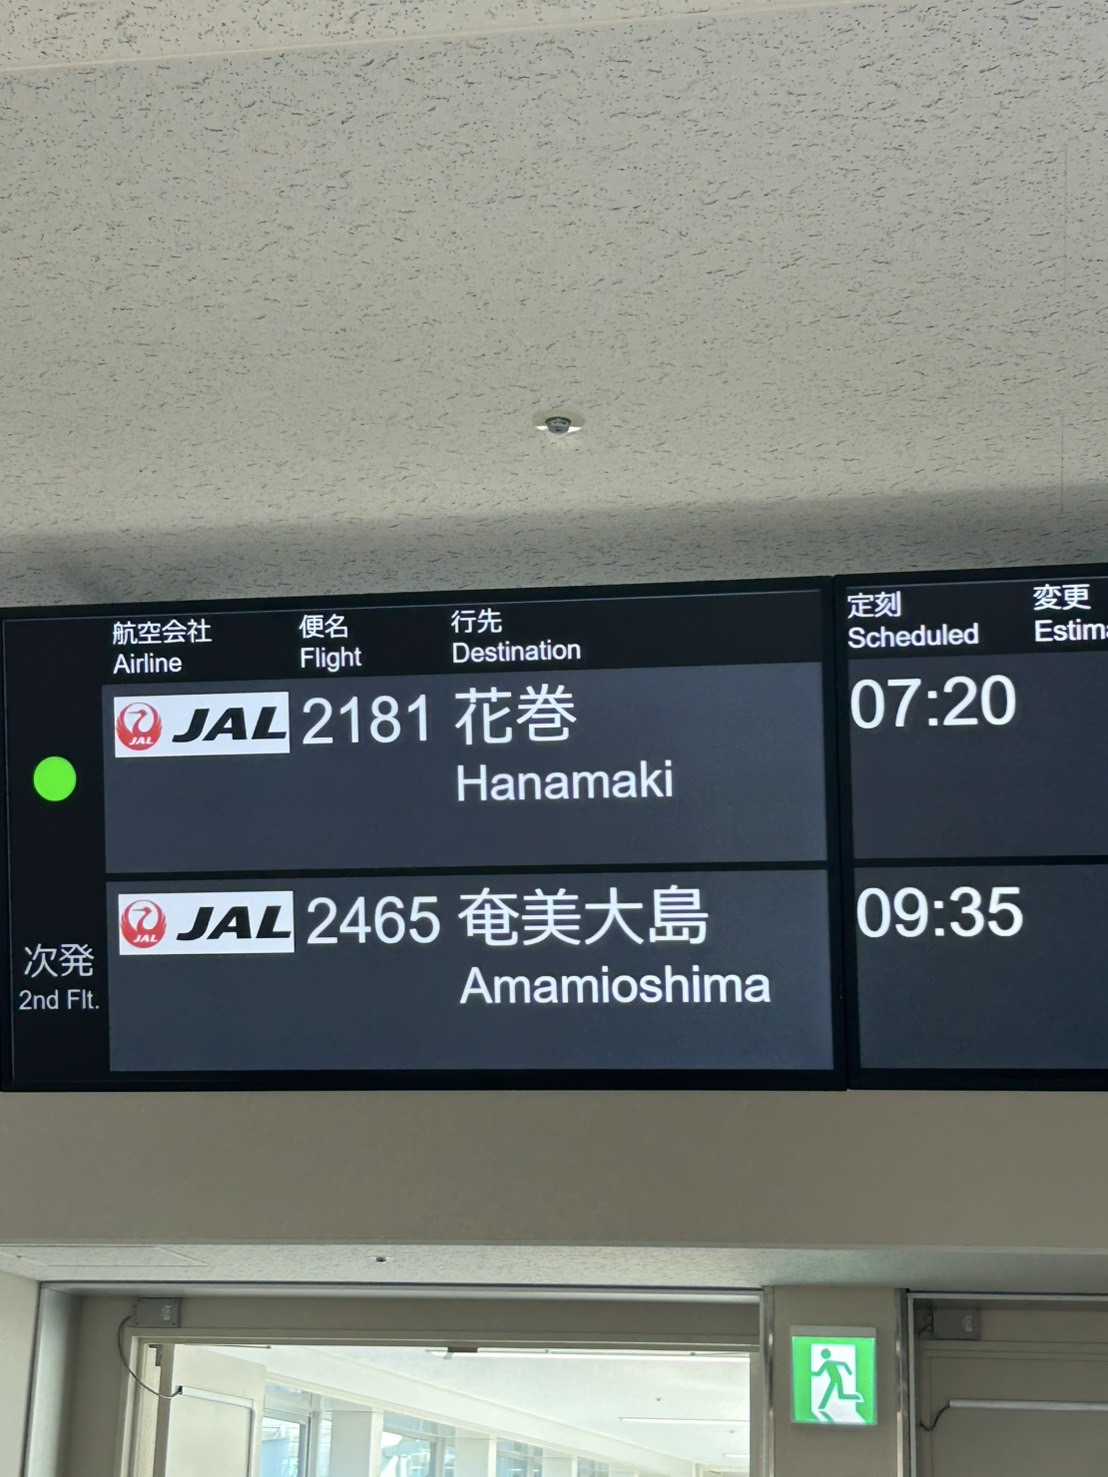 航空会社 便名 行先 定刻 変更
Airline Flight Destination Scheduled Estima
JAL JAL 2181 花巻 07:20
Hanamaki
JAL JAL 2465 奄美大島 09:35
次発 Amamioshima
2nd Flt.